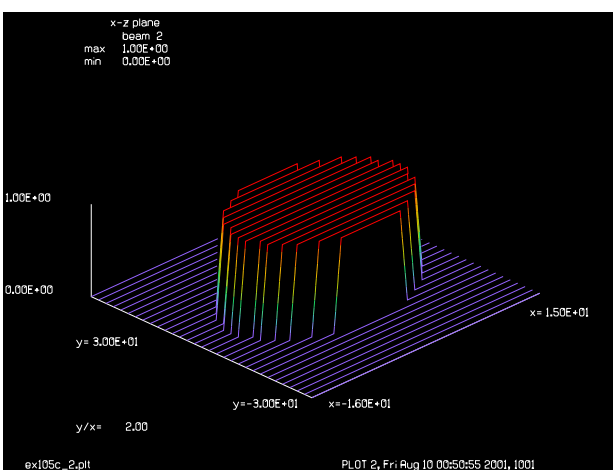 x-z plane
beam 2
max 1.00E+00
min 0.00E+00
1.00E+00
0.00E+00
x= 1.50E+01
y= 3.00E+01
y=-3.00E+01 x=-1.60E+01
y/x= 2.00
ex105c_2.plt PLOT 2, Fri Aug 10 00:50:55 2001, 1001